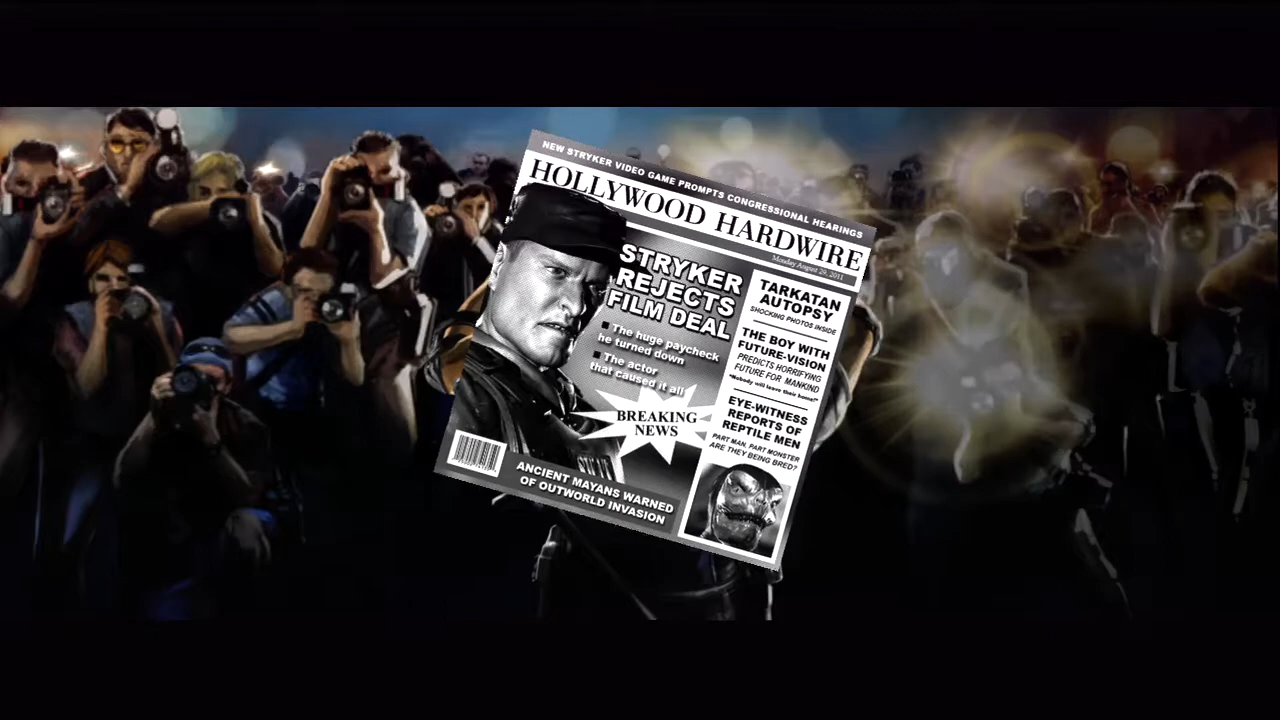 NEW STRYKER VIDEO GAME PROMPTS CONGRESSIONAL HEARINGS
HOLLYWOOD HARDWIRE
Monday August 29, 2011
STRYKER
REJECTS
FILM DEAL
■ The huge paycheck
he turned down
■ The actor
that caused it all
BREAKING
NEWS
ANCIENT MAYANS WARNED
OF OUTWORLD INVASION
TARKATAN
AUTOPSY
SHOCKING PHOTOS INSIDE
THE BOY WITH
FUTURE-VISION
PREDICTS HORRIFYING
FUTURE FOR MANKIND
"Nobody will leave their home!"
EYE-WITNESS
REPORTS OF
REPTILE MEN
PART MAN, PART MONSTER
ARE THEY BEING BRED?